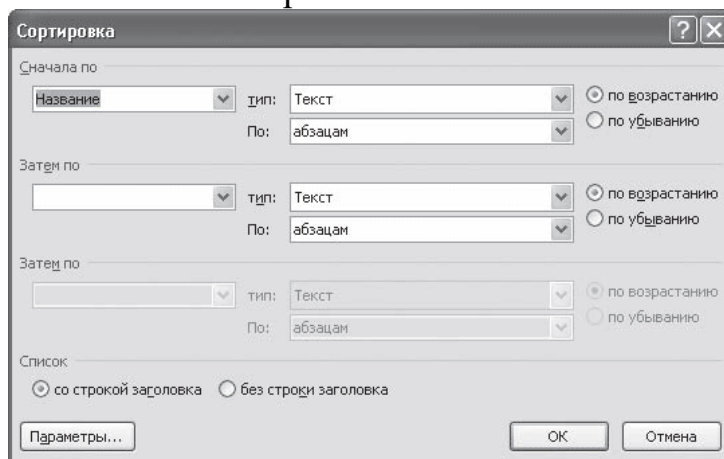 Сортировка
Сначала по
Название тип: Текст по возрастанию
По: абзацам по убыванию
Затем по
тип: Текст по возрастанию
По: абзацам по убыванию
Затем по
тип: Текст по возрастанию
По: абзацам по убыванию
Список
со строкой заголовка без строки заголовка
Параметры... ОК Отмена